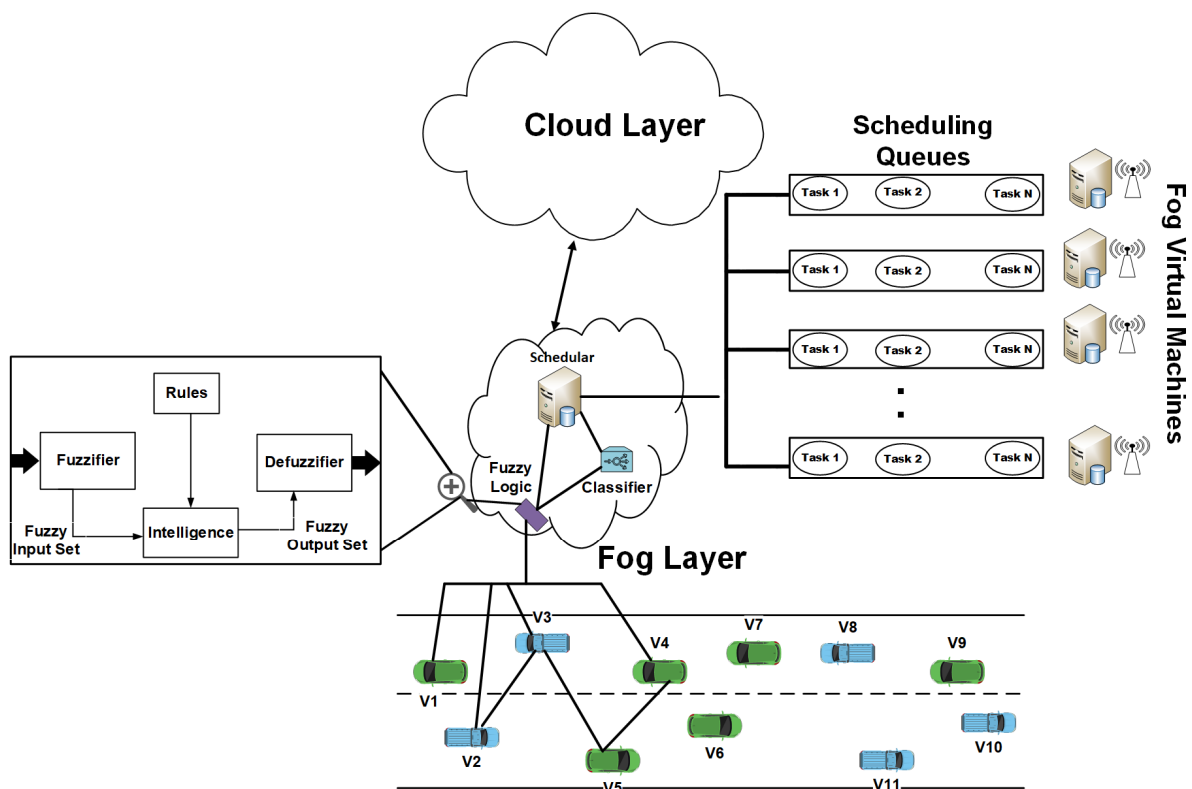 Cloud Layer
Scheduling
Queues
Task 1 Task 2 Task N
Task 1 Task 2 Task N
Task 1 Task 2 Task N
Task 1 Task 2 Task N
Fog Virtual Machines
Schedular
Fuzzy
Logic
Classifier
Fog Layer
Rules
Fuzzifier
Defuzzifier
Intelligence
Fuzzy
Input Set
Fuzzy
Output Set
V1
V2
V3
V4
V5
V6
V7
V8
V9
V10
V11